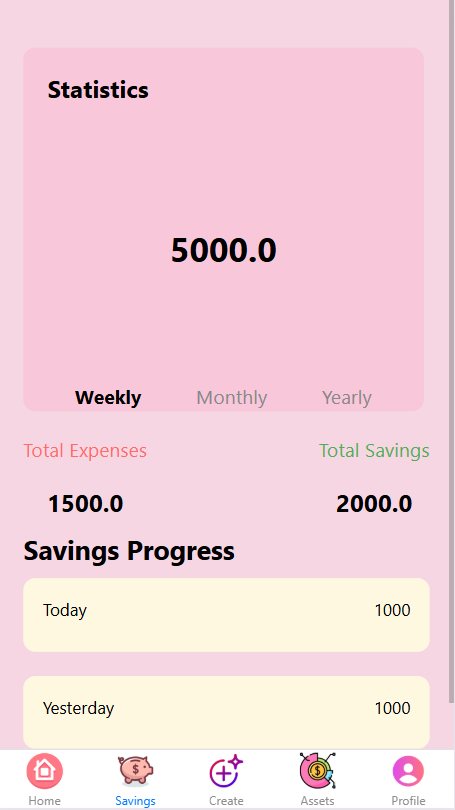 Statistics
5000.0
Weekly Monthly Yearly
Total Expenses Total Savings
1500.0 2000.0
Savings Progress
Today 1000
Yesterday 1000
Home Savings Create Assets Profile